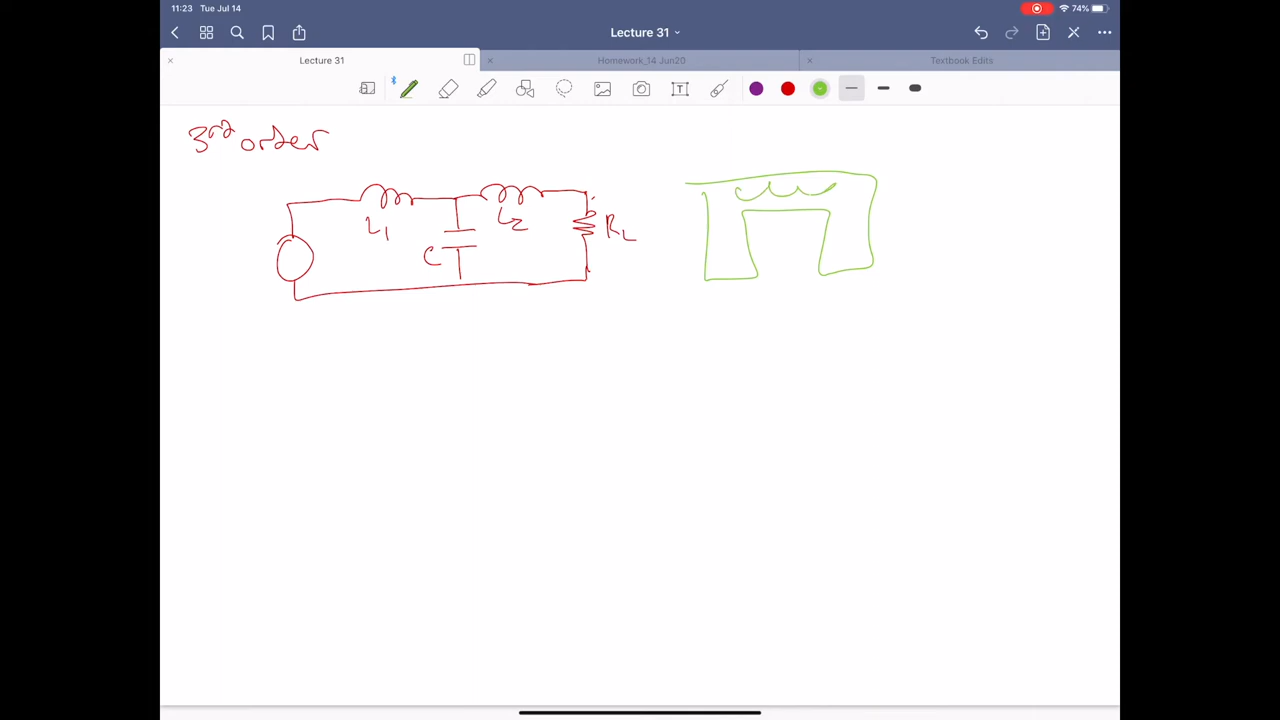 11:23 Tue Jul 14
74%
Lecture 31
Lecture 31
Homework_14 Jun20
Textbook Edits
3rd order
L1
L2
RL
C